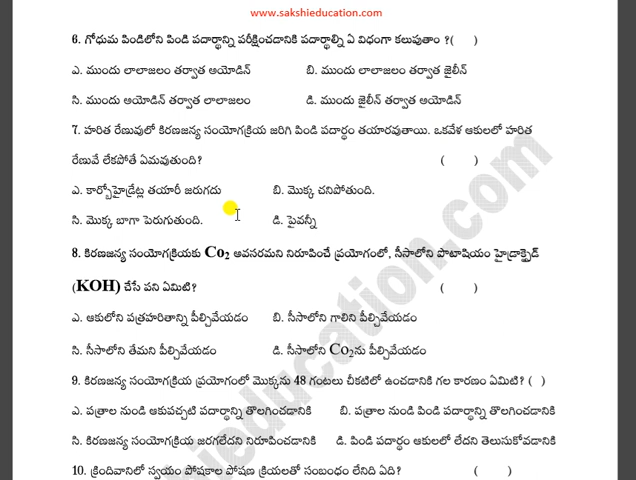 www.sakshieducation.com
6. గోధుమ పిండిలోని పిండి పదార్థాన్ని పరీక్షించడానికి పదార్థాల్ని ఏ విధంగా కలుపుతాం ?( )
ఎ. ముందు లాలాజలం తర్వాత అయోడిన్ బి. ముందు లాలాజలం తర్వాత జైలీన్
సి. ముందు అయోడిన్ తర్వాత లాలాజలం డి. ముందు జైలీన్ తర్వాత అయోడిన్
7. హరిత రేణువులో కిరణజన్య సంయోగక్రియ జరిగి పిండి పదార్థం తయారవుతాయి. ఒకవేళ ఆకులలో హరిత
రేణువే లేకపోతే ఏమవుతుంది? ( )
ఎ. కార్బోహైడ్రేట్ల తయారీ జరుగదు బి. మొక్క చనిపోతుంది.
సి. మొక్క బాగా పెరుగుతుంది. డి. పైవన్నీ
8. కిరణజన్య సంయోగక్రియకు Co2 అవసరమని నిరూపించే ప్రయోగంలో, సీసాలోని పొటాషియం హైడ్రాక్సైడ్
(KOH) చేసే పని ఏమిటి? ( )
ఎ. ఆకులోని పత్రహరితాన్ని పీల్చివేయడం బి. సీసాలోని గాలిని పీల్చివేయడం
సి. సీసాలోని తేమని పీల్చివేయడం డి. సీసాలోని Co2ను పీల్చివేయడం
9. కిరణజన్య సంయోగక్రియ ప్రయోగంలో మొక్కను 48 గంటలు చీకటిలో ఉంచడానికి గల కారణం ఏమిటి? ( )
ఎ. పత్రాల నుండి ఆకుపచ్చటి పదార్థాన్ని తొలగించడానికి బి. పత్రాల నుండి పిండి పదార్థాన్ని తొలగించడానికి
సి. కిరణజన్య సంయోగక్రియ జరగలేదని నిరూపించడానికి డి. పిండి పదార్థం ఆకులలో లేదని తెలుసుకోవడానికి
10. క్రిందివానిలో స్వయం పోషకాల పోషణ క్రియలతో సంబంధం లేనిది ఏది? ( )